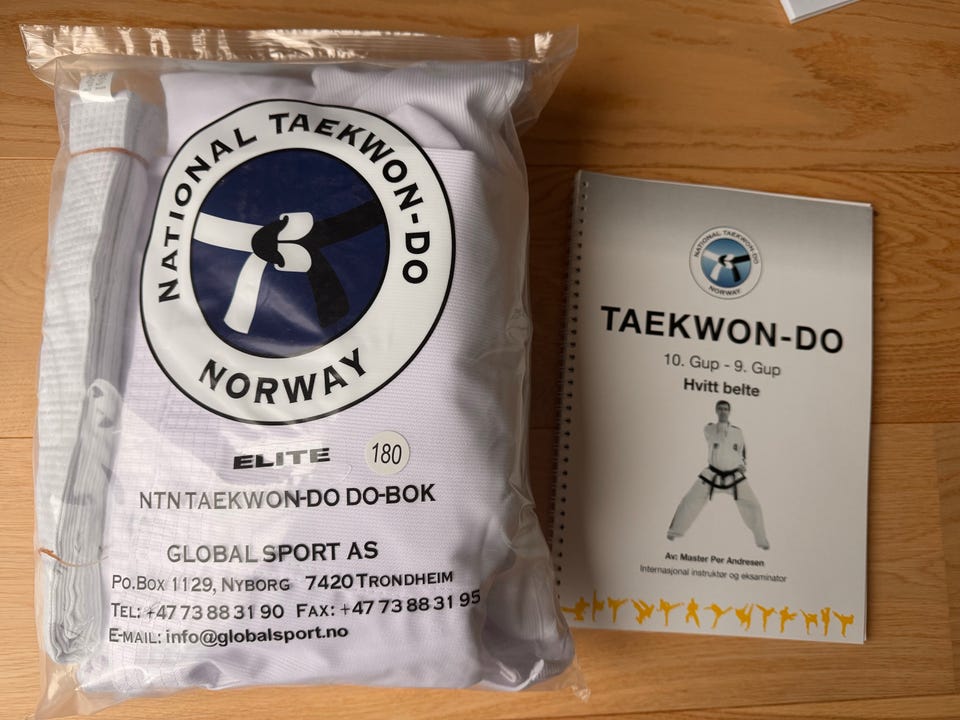 NATIONAL TAEKWON-DO
NORWAY
ELITE 180
NTN TAEKWON-DO DO-BOK
GLOBAL SPORT AS
PO.BOX 1129, NYBORG 7420 TRONDHEIM
TEL: +47 73 88 31 90 FAX: +47 73 88 31 95
E-MAIL: info@globalsport.no
NATIONAL TAEKWON-DO
NORWAY
TAEKWON-DO
10. Gup - 9. Gup
Hvitt belte
Av: Master Per Andresen
Internasjonal instruktør og eksaminator